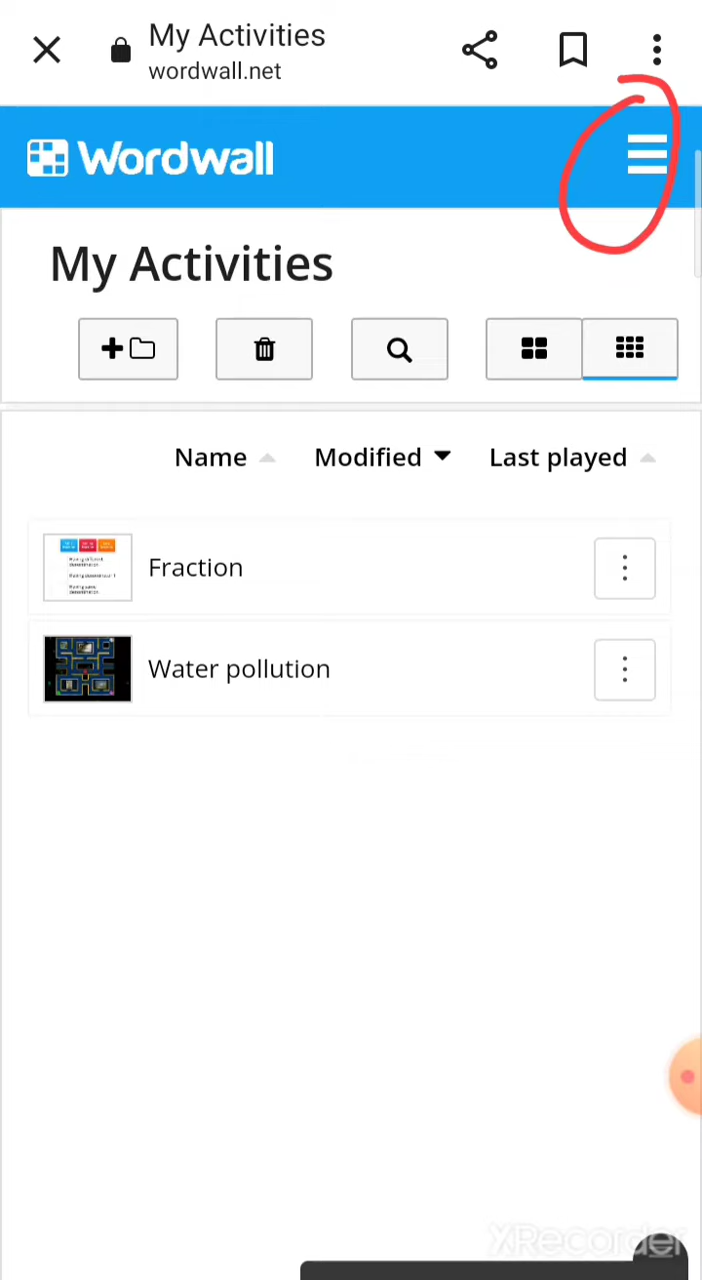 My Activities
wordwall.net
Wordwall
My Activities
Name Modified Last played
Fraction
Water pollution
XRecorder